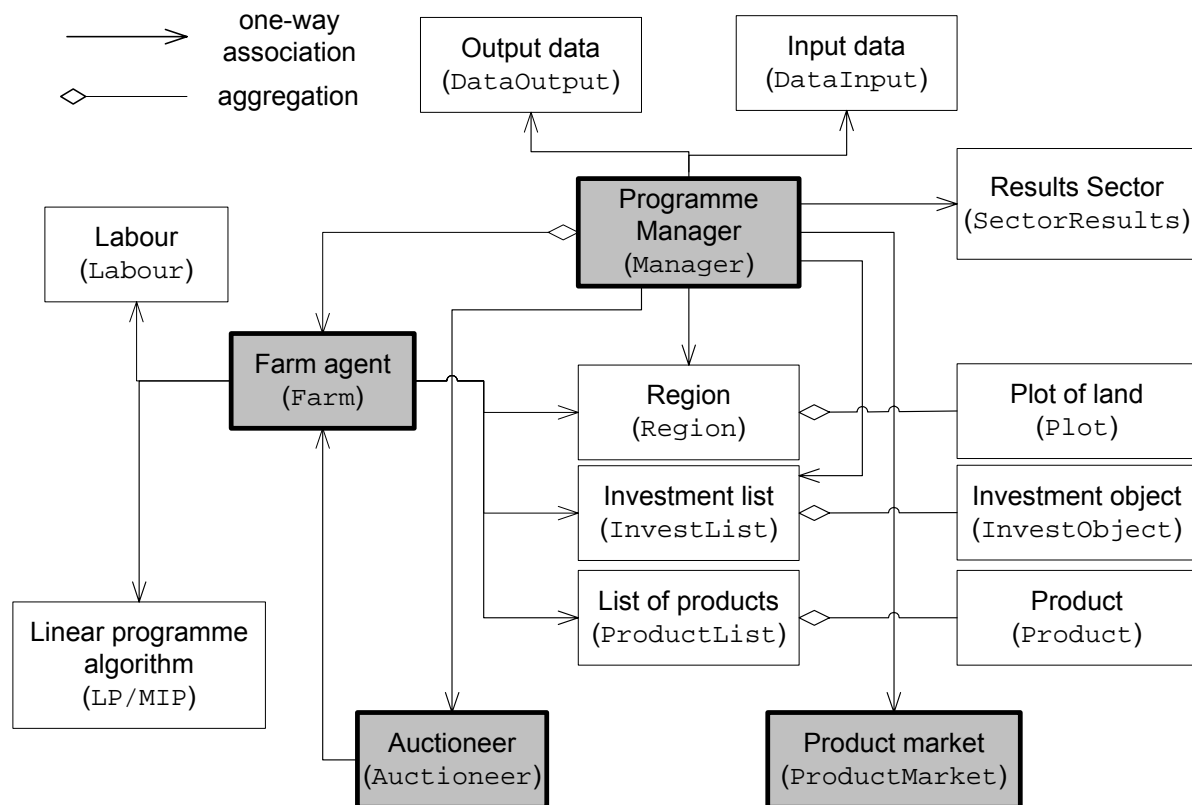 one-way
association
aggregation
Output data
(DataOutput)
Input data
(DataInput)
Programme
Manager
(Manager)
Results Sector
(SectorResults)
Labour
(Labour)
Farm agent
(Farm)
Region
(Region)
Plot of land
(Plot)
Investment list
(InvestList)
Investment object
(InvestObject)
List of products
(ProductList)
Product
(Product)
Linear programme
algorithm
(LP/MIP)
Auctioneer
(Auctioneer)
Product market
(ProductMarket)